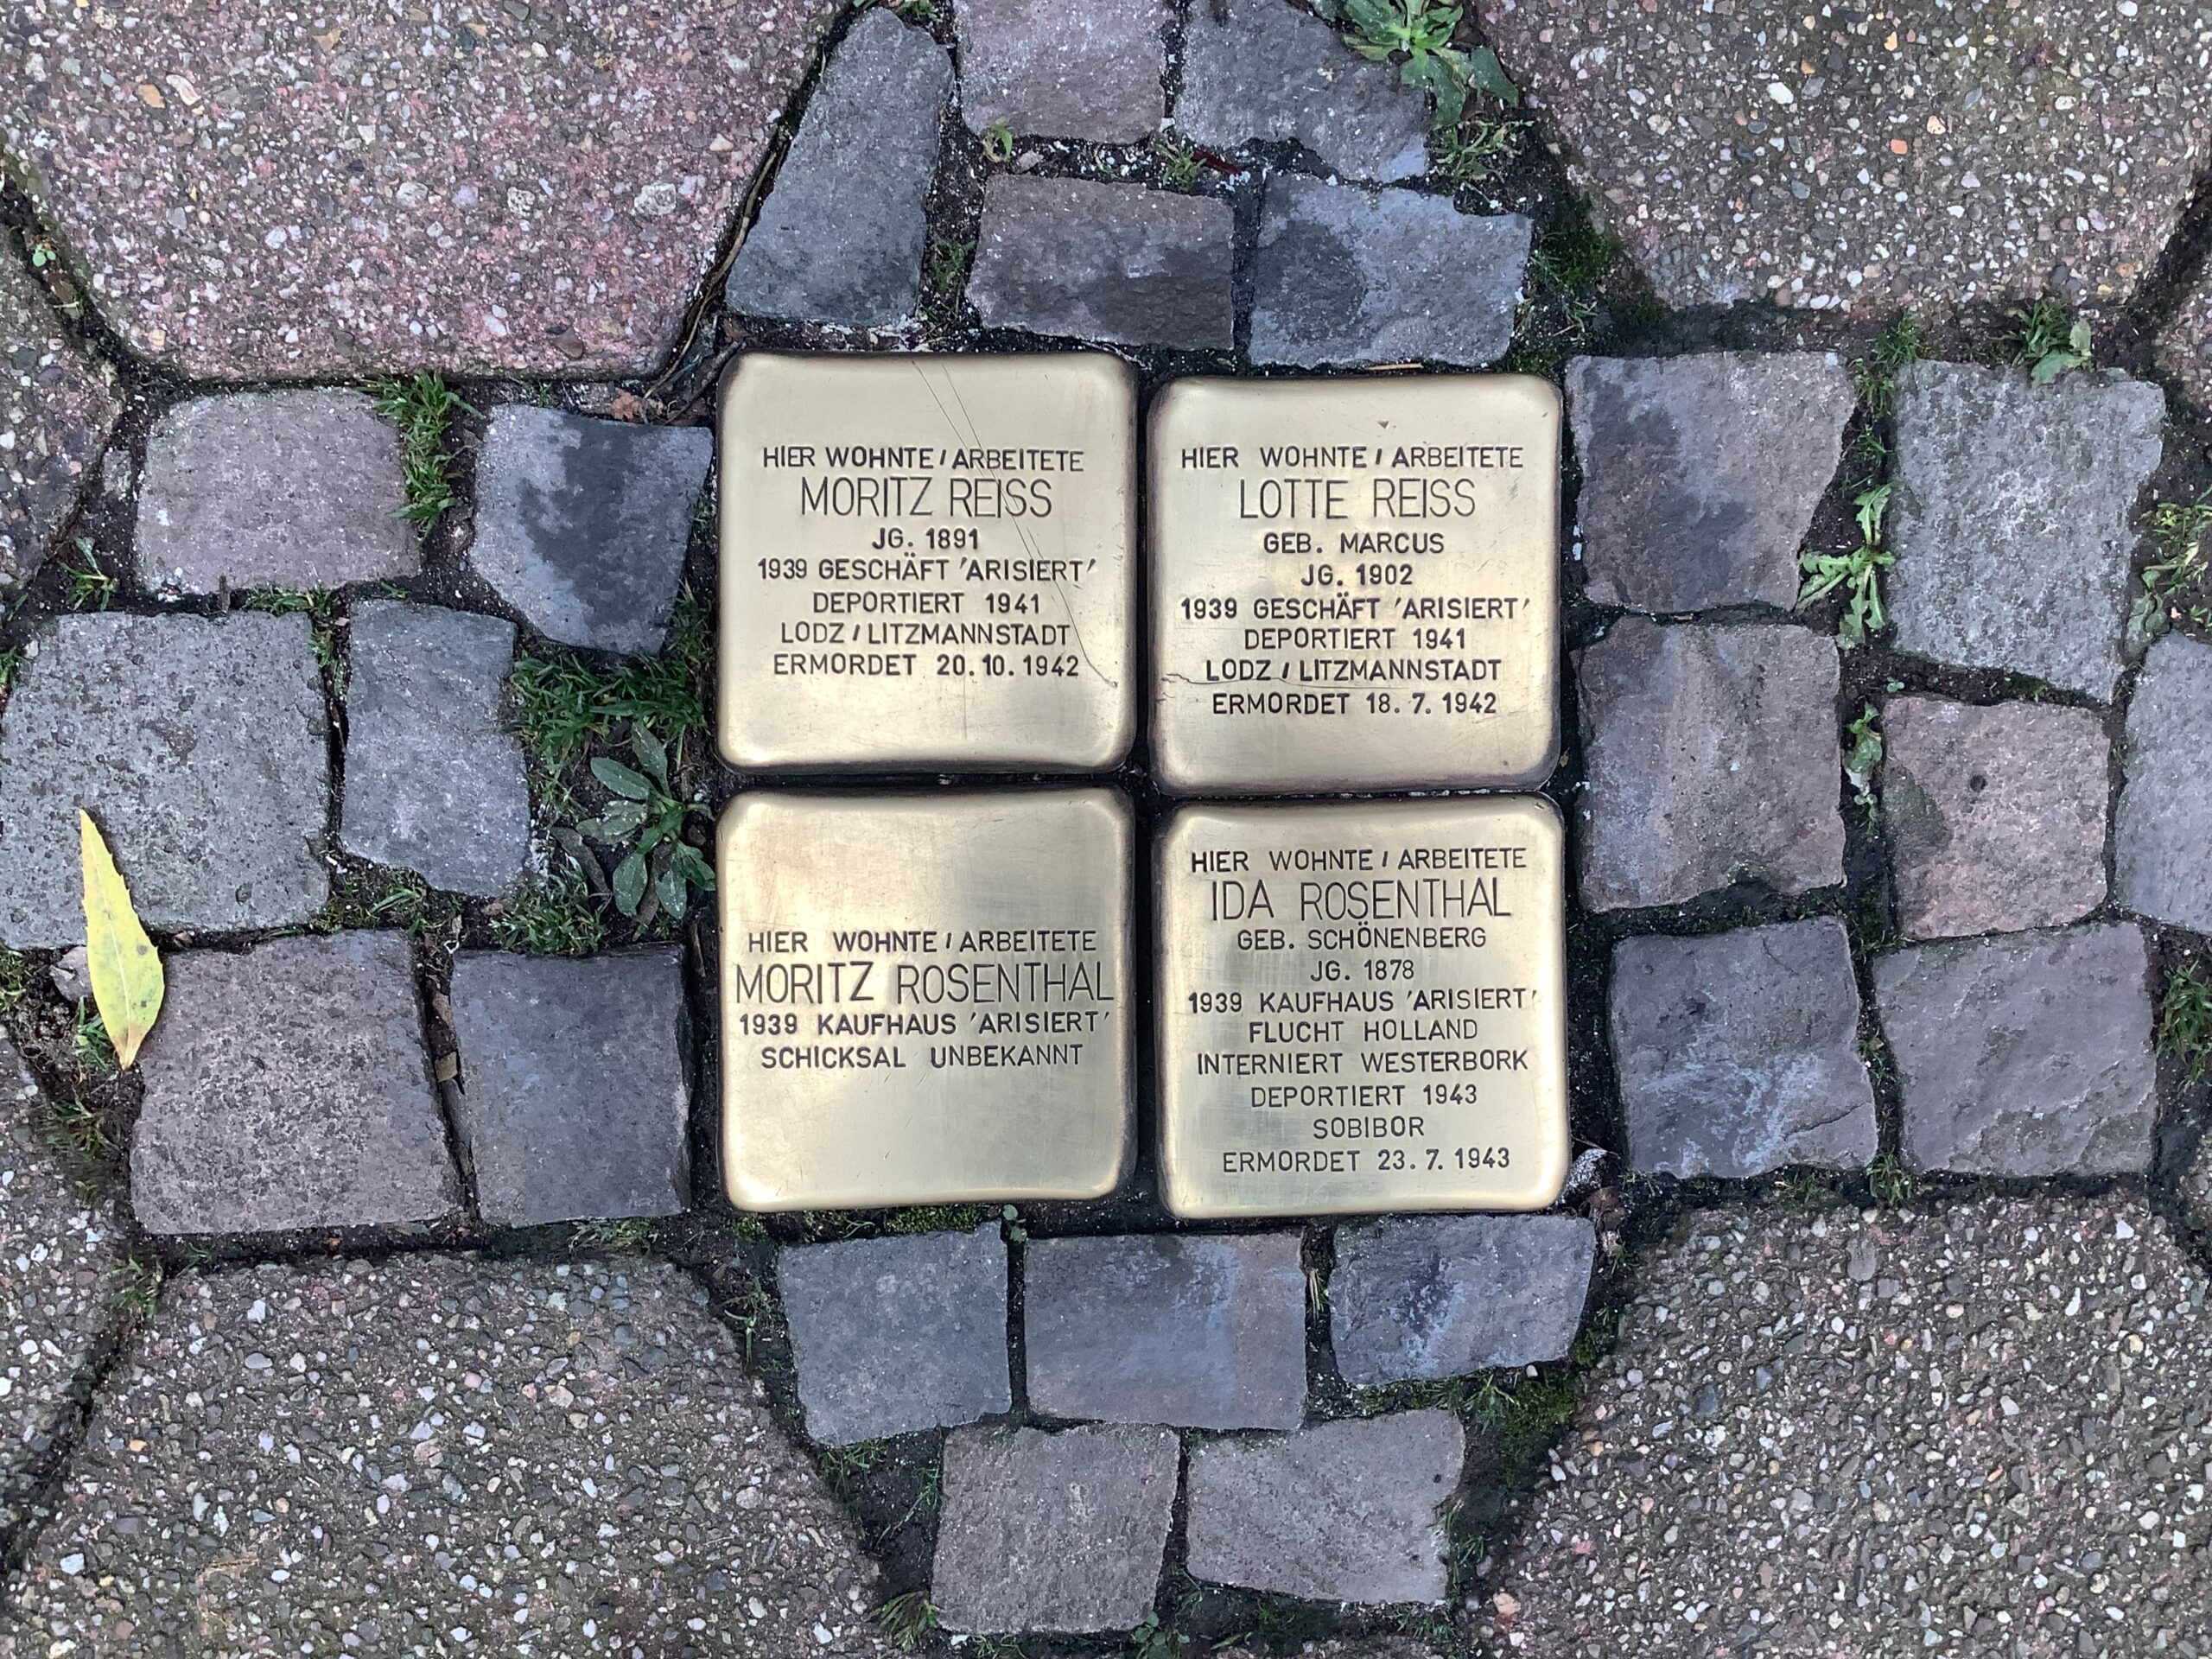 HIER WOHNTE / ARBEITETE
MORITZ REISS
JG. 1891
1939 GESCHÄFT 'ARISIERT'
DEPORTIERT 1941
LODZ / LITZMANNSTADT
ERMORDET 20.10.1942
HIER WOHNTE / ARBEITETE
LOTTE REISS
GEB. MARCUS
JG. 1902
1939 GESCHÄFT 'ARISIERT'
DEPORTIERT 1941
LODZ / LITZMANNSTADT
ERMORDET 18.7.1942
HIER WOHNTE / ARBEITETE
MORITZ ROSENTHAL
1939 KAUFHAUS 'ARISIERT'
SCHICKSAL UNBEKANNT
HIER WOHNTE / ARBEITETE
IDA ROSENTHAL
GEB. SCHÖNENBERG
JG. 1878
1939 KAUFHAUS 'ARISIERT'
FLUCHT HOLLAND
INTERNIERT WESTERBORK
DEPORTIERT 1943
SOBIBOR
ERMORDET 23.7.1943